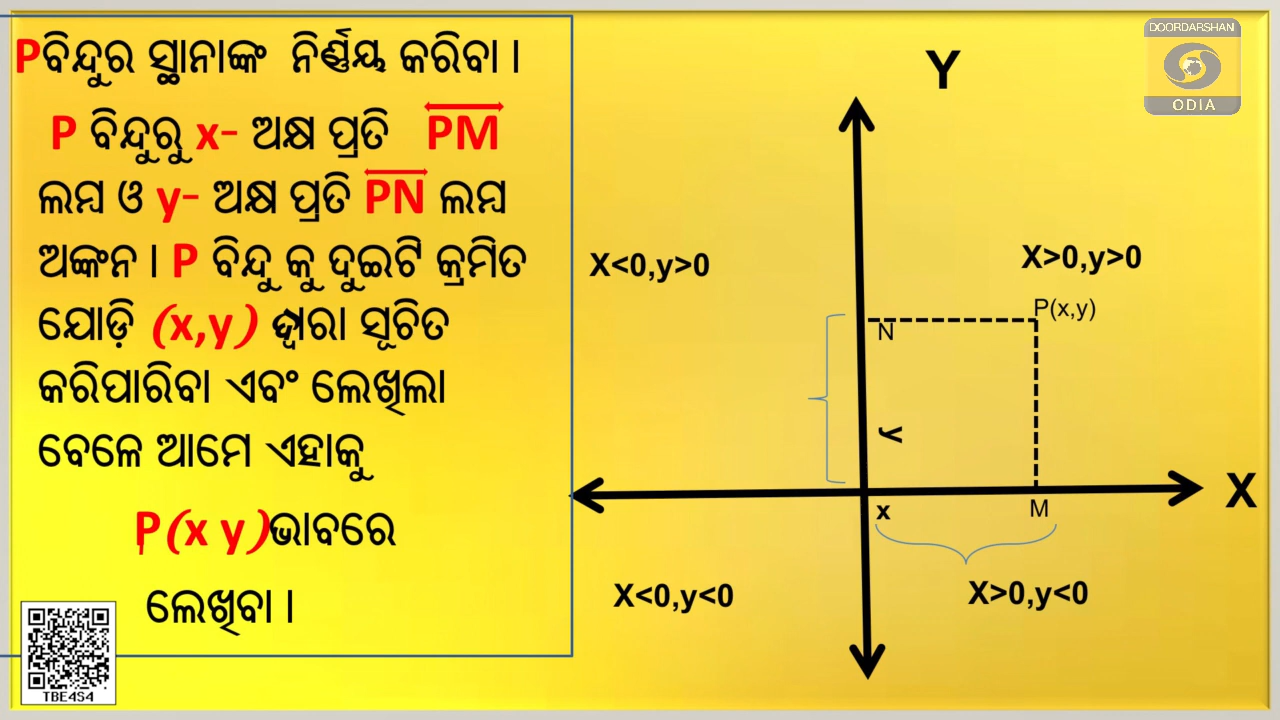 Pବିନ୍ଦୁର ସ୍ଥାନାଙ୍କ ନିର୍ଣ୍ଣୟ କରିବା ।
P ବିନ୍ଦୁରୁ x- ଅକ୍ଷ ପ୍ରତି PM
ଲମ୍ବ ଓ y- ଅକ୍ଷ ପ୍ରତି PN ଲମ୍ବ
ଅଙ୍କନ । P ବିନ୍ଦୁ କୁ ଦୁଇଟି କ୍ରମିତ
ଯୋଡ଼ି (x,y) ଦ୍ୱାରା ସୂଚିତ
କରିପାରିବା ଏବଂ ଲେଖିଲା
ବେଳେ ଆମେ ଏହାକୁ
P(x y)ଭାବରେ
ଲେଖିବା ।
TBE4S4
DOORDARSHAN
ODIA
Y
X<0,y>0
X>0,y>0
P(x,y)
N
y
X
x
M
X<0,y<0
X>0,y<0